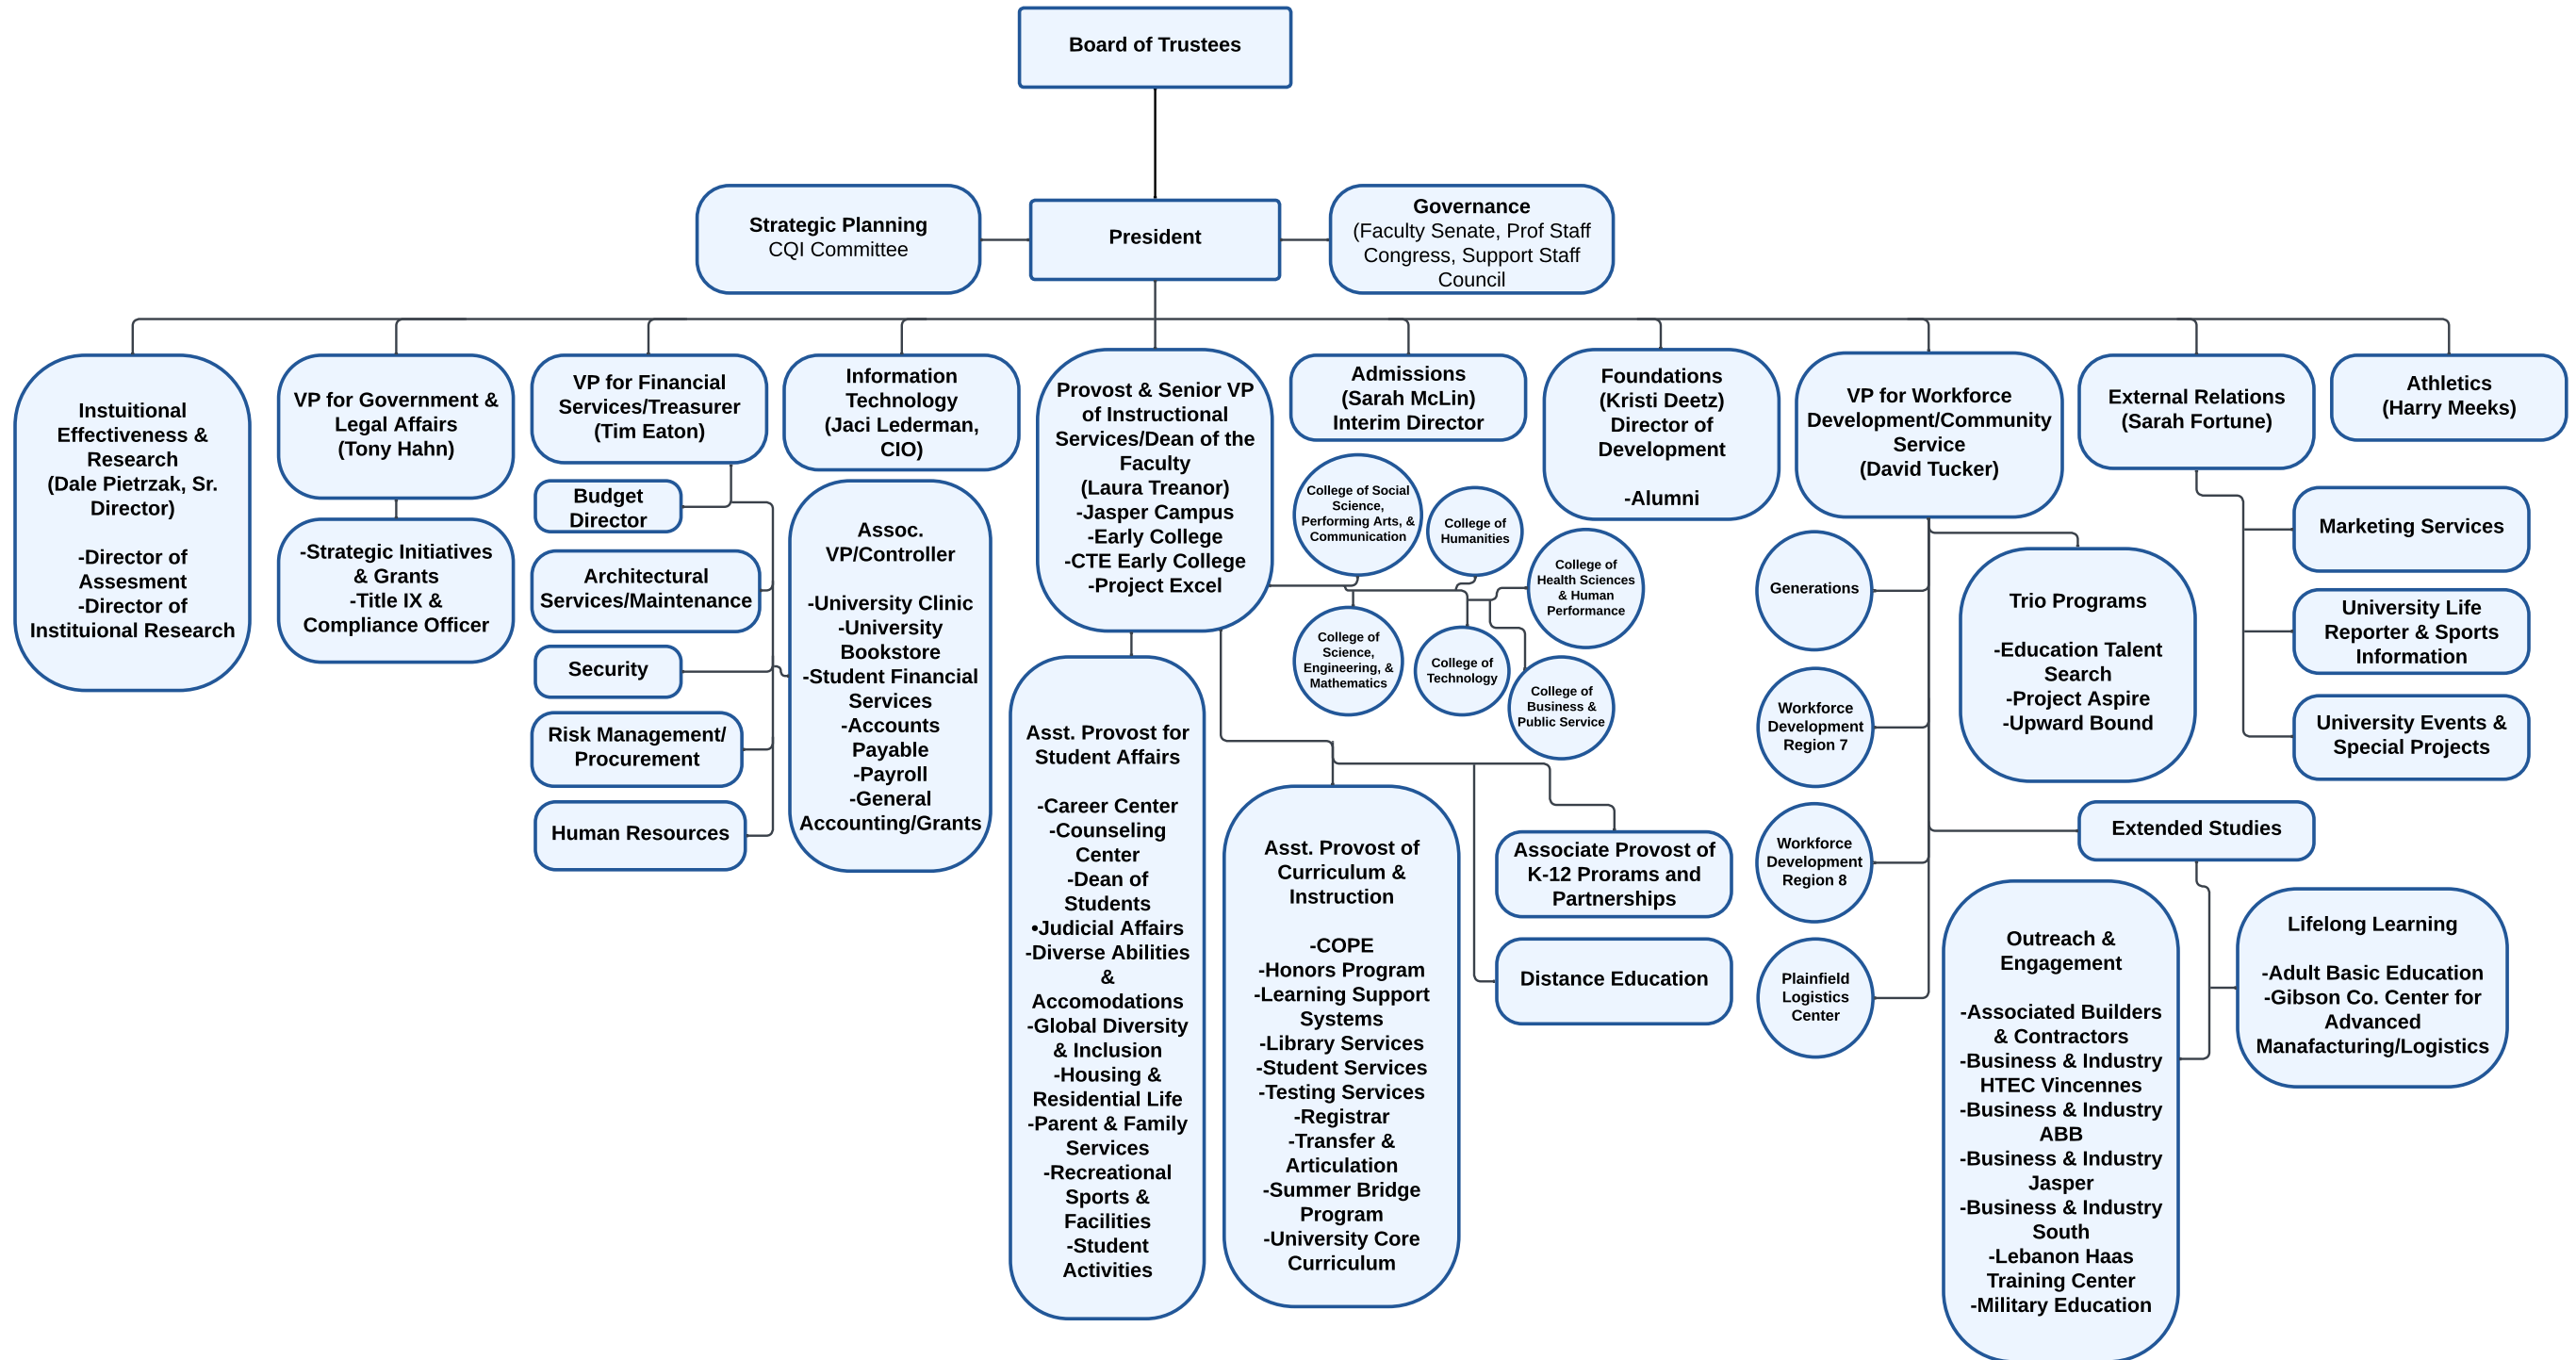 Board of Trustees
Strategic Planning
CQI Committee
President
Governance
(Faculty Senate, Prof Staff
Congress, Support Staff
Council
Instuitional
Effectiveness &
Research
(Dale Pietrzak, Sr.
Director)
-Director of
Assesment
-Director of
Instituional Research
VP for Government &
Legal Affairs
(Tony Hahn)
-Strategic Initiatives
& Grants
-Title IX &
Compliance Officer
VP for Financial
Services/Treasurer
(Tim Eaton)
Budget
Director
Architectural
Services/Maintenance
Security
Risk Management/
Procurement
Human Resources
Information
Technology
(Jaci Lederman,
CIO)
Assoc.
VP/Controller
-University Clinic
-University
Bookstore
-Student Financial
Services
-Accounts
Payable
-Payroll
-General
Accounting/Grants
Provost & Senior VP
of Instructional
Services/Dean of the
Faculty
(Laura Treanor)
-Jasper Campus
-Early College
-CTE Early College
-Project Excel
Asst. Provost for
Student Affairs
-Career Center
-Counseling
Center
-Dean of
Students
•Judicial Affairs
-Diverse Abilities
&
Accomodations
-Global Diversity
& Inclusion
-Housing &
Residential Life
-Parent & Family
Services
-Recreational
Sports &
Facilities
-Student
Activities
Admissions
(Sarah McLin)
Interim Director
College of Social
Science,
Performing Arts, &
Communication
College of
Humanities
College of
Health Sciences
& Human
Performance
College of
Science,
Engineering, &
Mathematics
College of
Technology
College of
Business &
Public Service
Asst. Provost of
Curriculum &
Instruction
-COPE
-Honors Program
-Learning Support
Systems
-Library Services
-Student Services
-Testing Services
-Registrar
-Transfer &
Articulation
-Summer Bridge
Program
-University Core
Curriculum
Associate Provost of
K-12 Prorams and
Partnerships
Distance Education
Foundations
(Kristi Deetz)
Director of
Development
-Alumni
VP for Workforce
Development/Community
Service
(David Tucker)
Generations
Workforce
Development
Region 7
Workforce
Development
Region 8
Plainfield
Logistics
Center
Trio Programs
-Education Talent
Search
-Project Aspire
-Upward Bound
Extended Studies
Outreach &
Engagement
-Associated Builders
& Contractors
-Business & Industry
HTEC Vincennes
-Business & Industry
ABB
-Business & Industry
Jasper
-Business & Industry
South
-Lebanon Haas
Training Center
-Military Education
Lifelong Learning
-Adult Basic Education
-Gibson Co. Center for
Advanced
Manafacturing/Logistics
External Relations
(Sarah Fortune)
Marketing Services
University Life
Reporter & Sports
Information
University Events &
Special Projects
Athletics
(Harry Meeks)